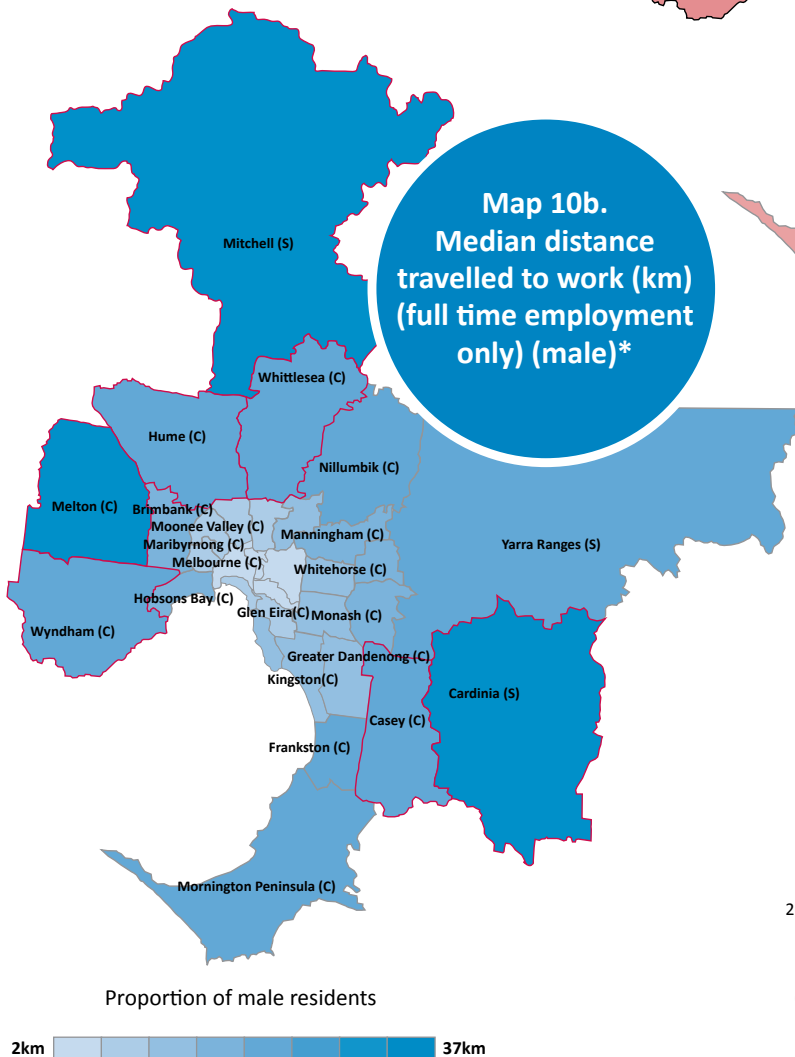 Map 10b.
Median distance
travelled to work (km)
(full time employment
only) (male)*
Mitchell (S)
Whittlesea (C)
Hume (C)
Nillumbik (C)
Melton (C)
Brimbank (C)
Moonee Valley (C)
Manningham (C)
Maribyrnong (C)
Yarra Ranges (S)
Melbourne (C)
Whitehorse (C)
Hobsons Bay (C)
Glen Eira(C)
Monash (C)
Wyndham (C)
Greater Dandenong (C)
Kingston(C)
Cardinia (S)
Casey (C)
Frankston (C)
Mornington Peninsula (C)
2
Proportion of male residents
2km 37km